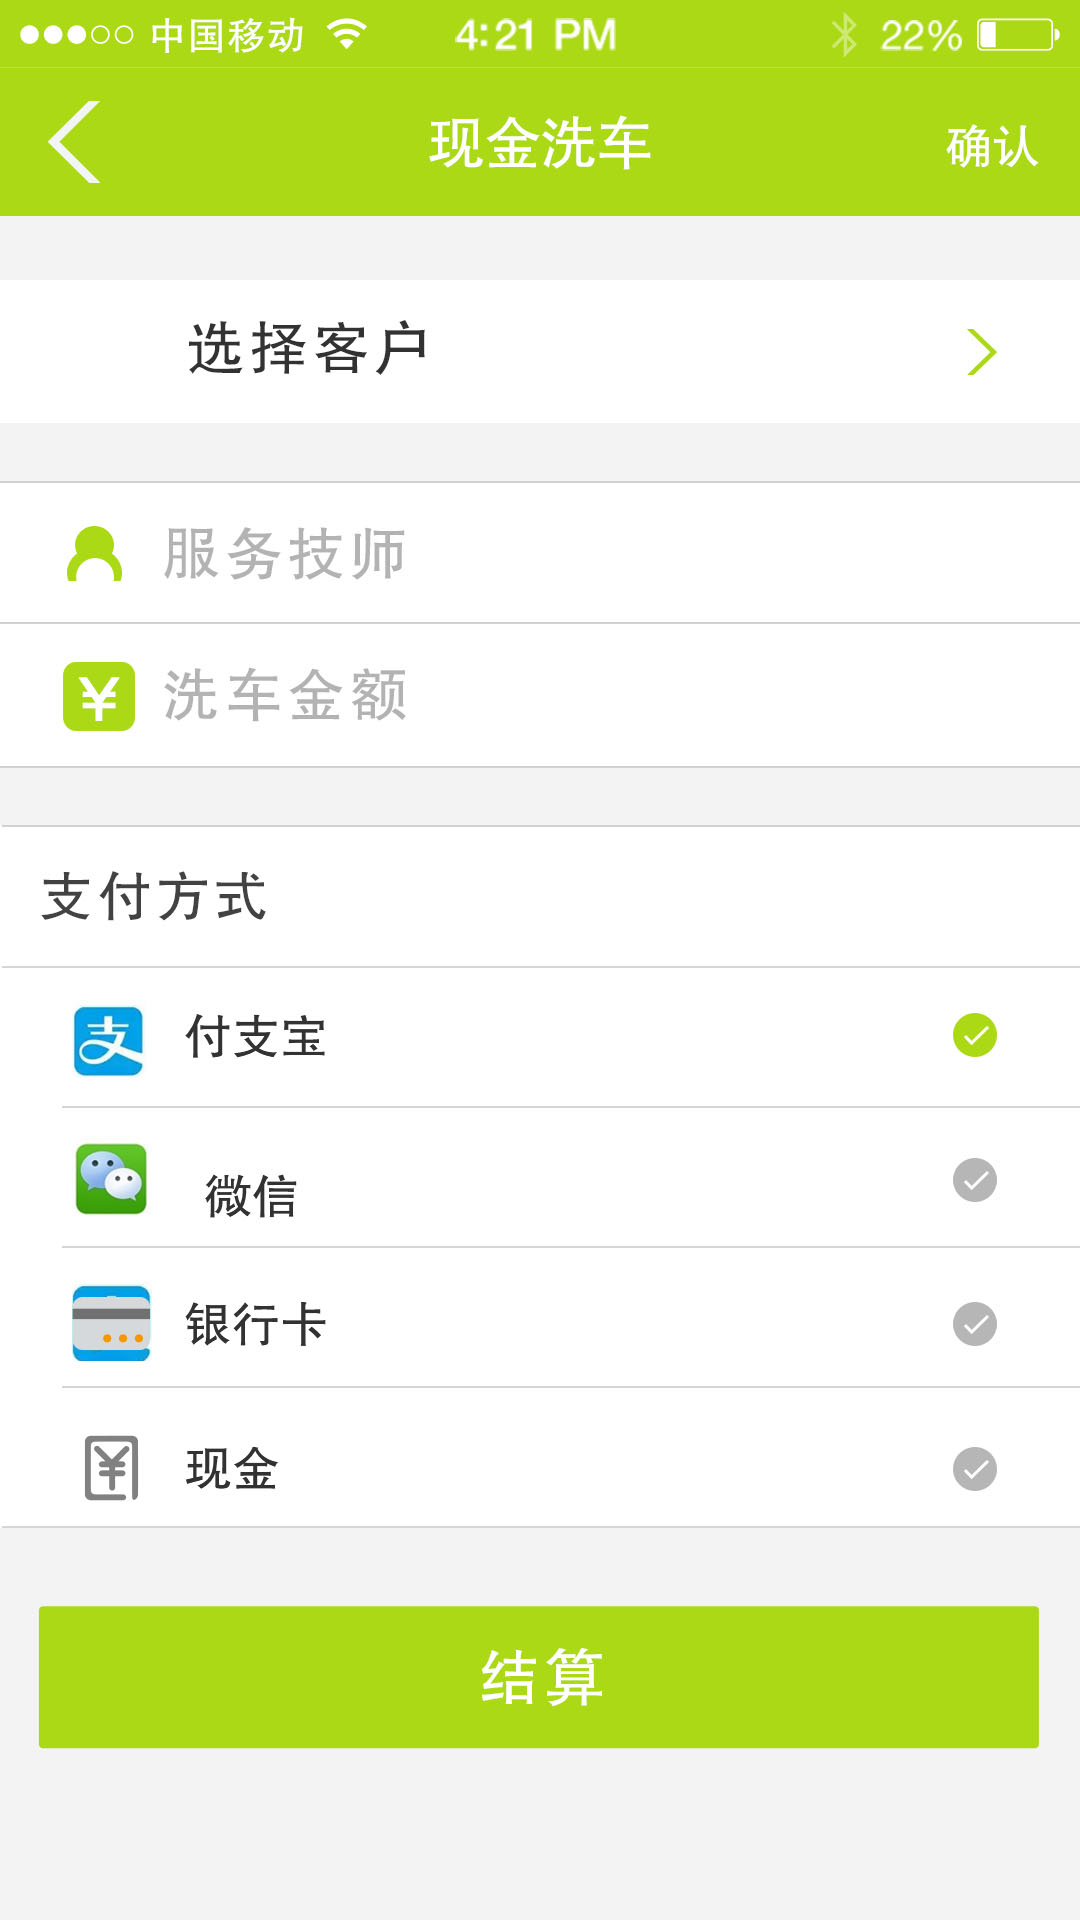 中国移动 4:21 PM 22%
现金洗车 确认
选择客户
服务技师
¥ 洗车金额
支付方式
支 付支宝
微信
银行卡
¥ 现金
结算